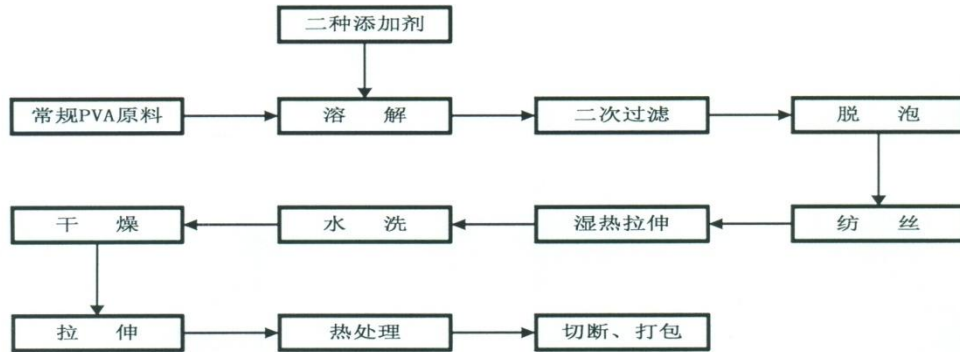 二种添加剂
常规PVA原料
溶 解
二次过滤
脱 泡
干 燥
水 洗
湿热拉伸
纺 丝
拉 伸
热处理
切断、打包